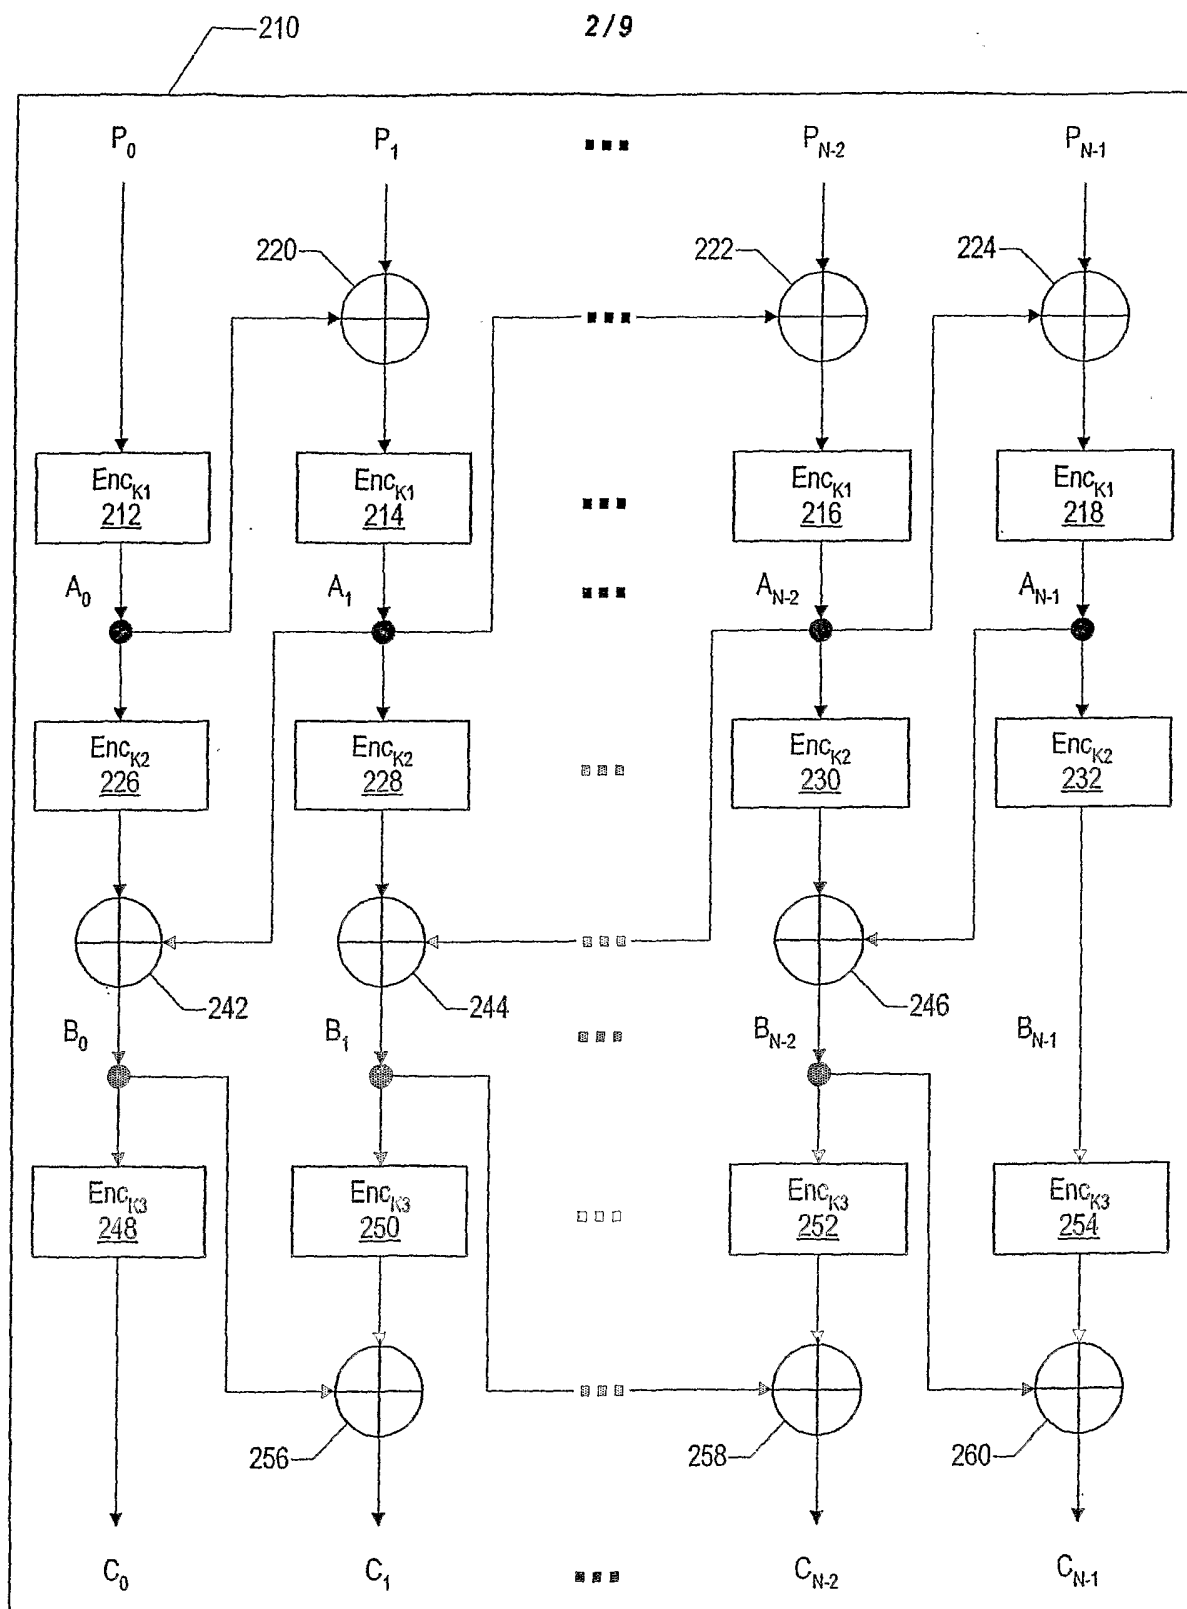 210
2/9
P0 P1 ... PN-2 PN-1
220 222 224
EncK1 EncK1 EncK1 EncK1
212 214 ... 216 218
A0 A1 ... AN-2 AN-1
EncK2 EncK2 EncK2 EncK2
226 228 ... 230 232
...
242 244 246
B0 B1 ... BN-2 BN-1
EncK3 EncK3 EncK3 EncK3
248 250 ... 252 254
...
256 258 260
C0 C1 ... CN-2 CN-1